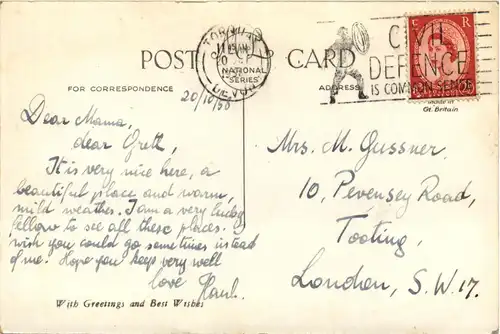 POST CARD
TORQUAY
NATIONAL
SERIES
DEVON
CIVIL
DEFENCE
IS COMMON SENSE
E R
FOR CORRESPONDENCE
ADDRESS
made in
Gt. Britain
20/10/58
Dear Mama,
dear Greth,
It is very nice here, a
beautiful place and warm,
mild weather. I am a very lucky
fellow to see all these places.
wish you could go sometimes instead
of me. Hope you keep very well
love
With Greetings and Best Wishes
Mrs. M. Gussner.
10, Pevensey Road,
Tooting,
London, S.W.17.